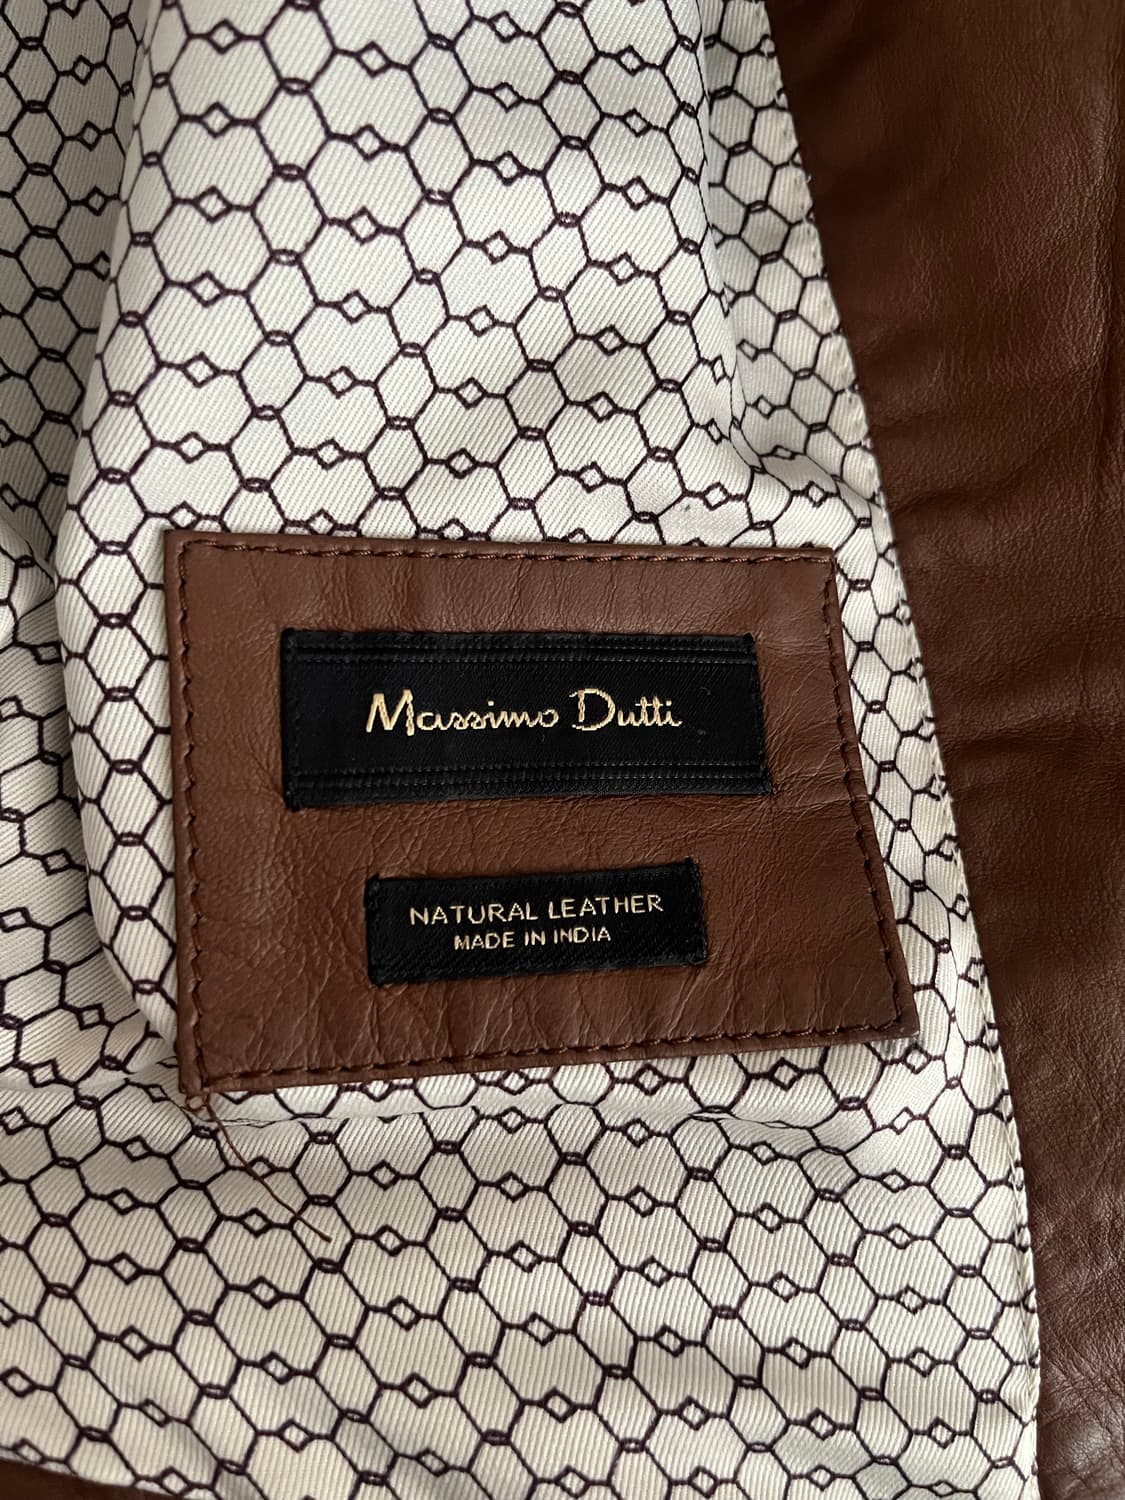 Massimo Dutti
NATURAL LEATHER
MADE IN INDIA